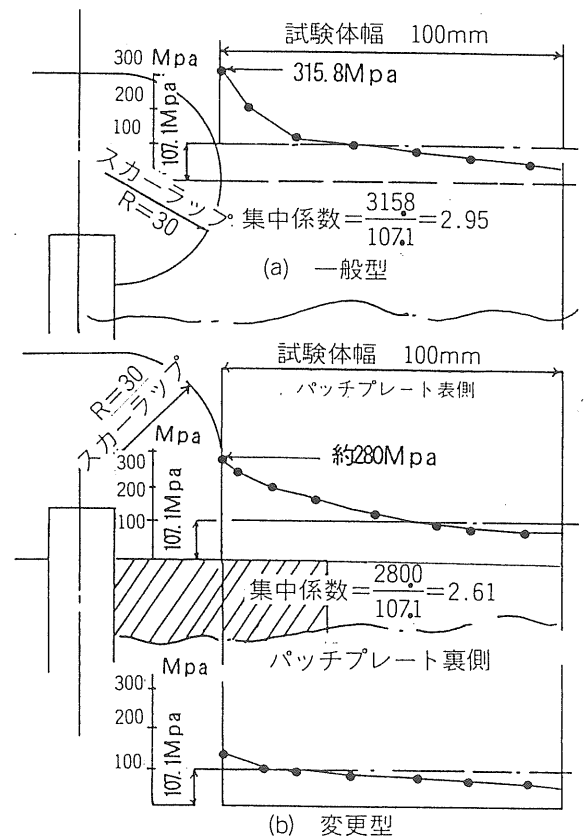 試験体幅 100mm
300 Mpa
315.8Mpa
200
100
107.1Mpa
スカーラップ
R=30
集中係数=3158./107.1=2.95
(a) 一般型
試験体幅 100mm
パッチプレート表側
R=30
スカーラップ
Mpa
300
約280Mpa
200
100
107.1Mpa
集中係数=2800./107.1=2.61
パッチプレート裏側
Mpa
300
200
100
107.1Mpa
(b) 変更型